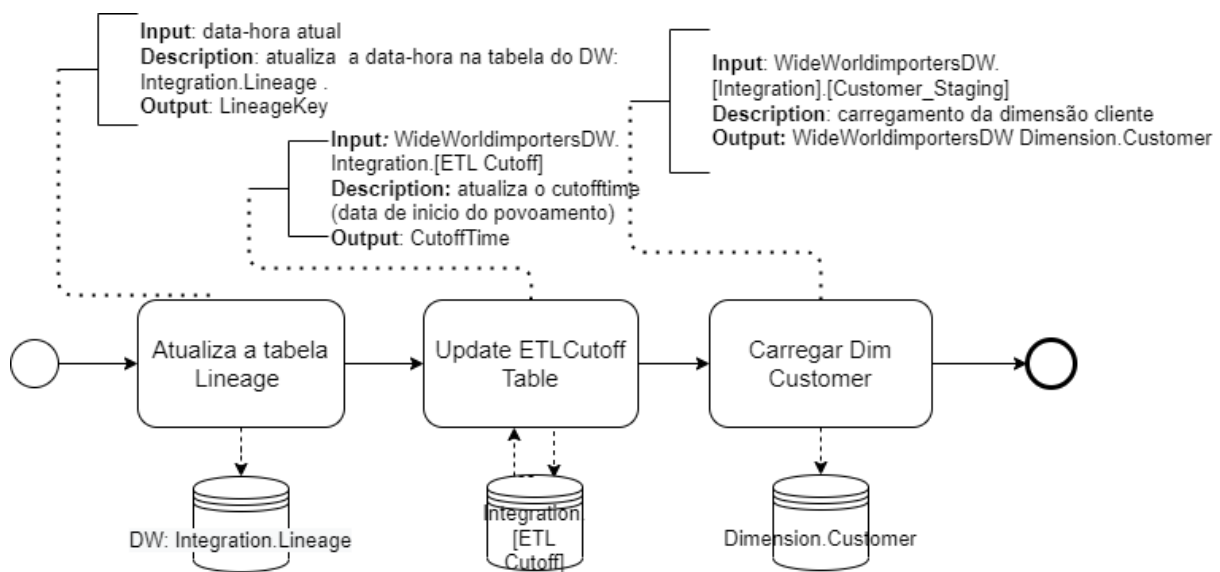 Input: data-hora atual
Description: atualiza a data-hora na tabela do DW:
Integration.Lineage .
Output: LineageKey
Input: WideWorldimportersDW.
Integration.[ETL Cutoff]
Description: atualiza o cutofftime
(data de inicio do povoamento)
Output: CutoffTime
Input: WideWorldimportersDW.
[Integration].[Customer_Staging]
Description: carregamento da dimensão cliente
Output: WideWorldimportersDW Dimension.Customer
Atualiza a tabela
Lineage
Update ETLCutoff
Table
Carregar Dim
Customer
DW: Integration.Lineage
Integration.
[ETL
Cutoff]
Dimension.Customer